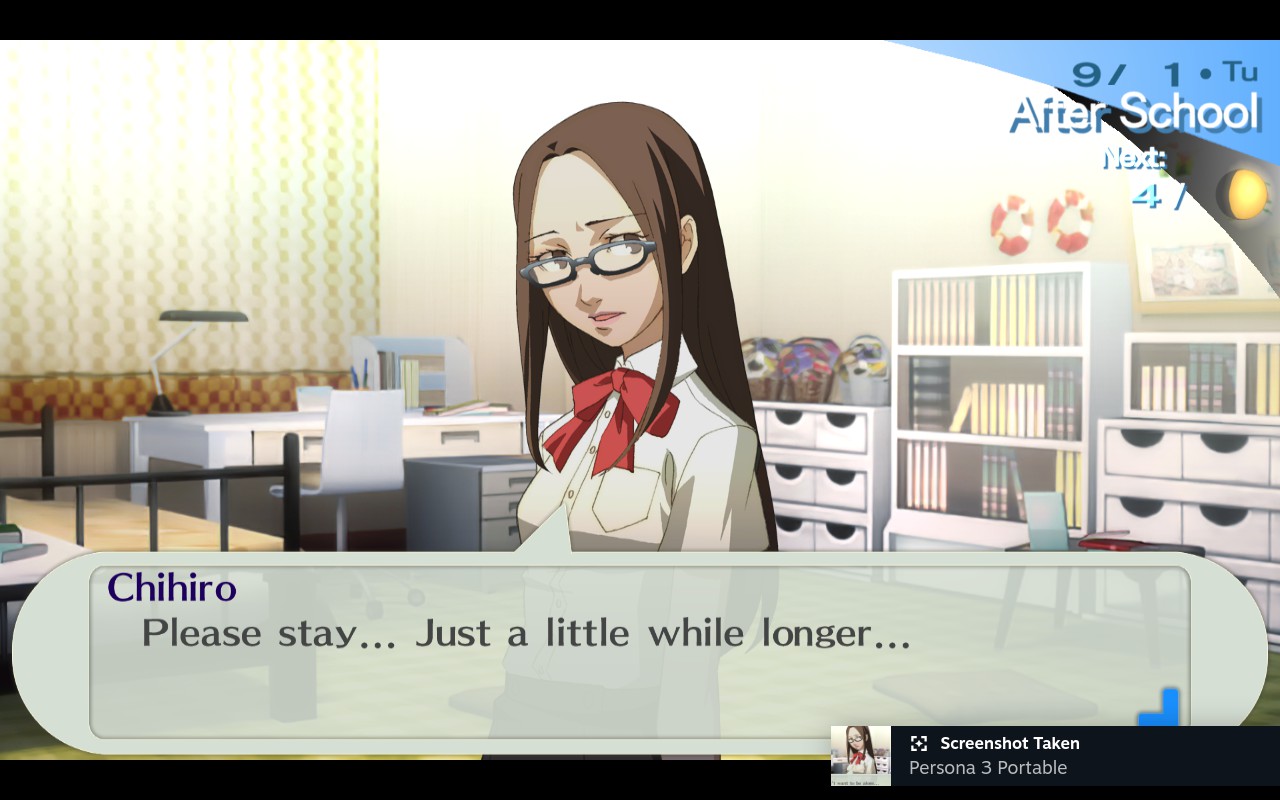 9/ 1 • Tu
After School
Next:
4/
Chihiro
Please stay... Just a little while longer...
Screenshot Taken
Persona 3 Portable